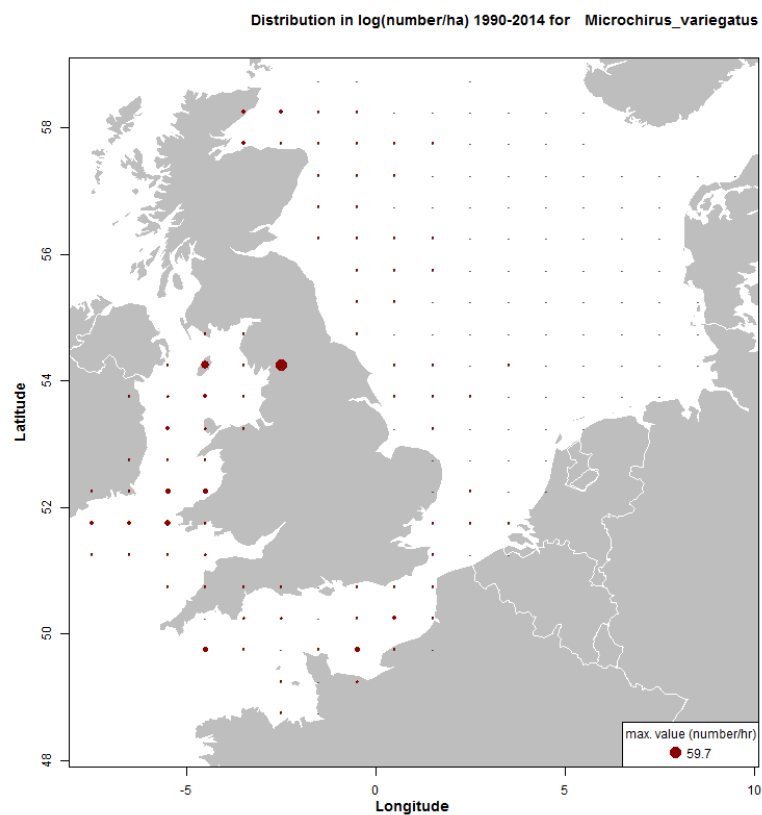 Distribution in log(number/ha) 1990-2014 for Microchirus_variegatus
58
56
54
52
50
48
Latitude
-5 0 5 10
Longitude
max. value (number/hr)
59.7